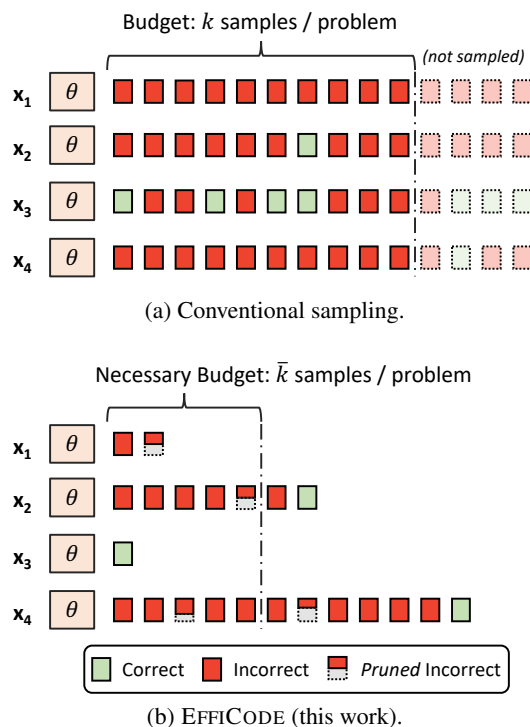 Budget: k samples / problem
(not sampled)
x1 θ
x2 θ
x3 θ
x4 θ
(a) Conventional sampling.
Necessary Budget: k̄ samples / problem
x1 θ
x2 θ
x3 θ
x4 θ
Correct Incorrect Pruned Incorrect
(b) EFFICODE (this work).